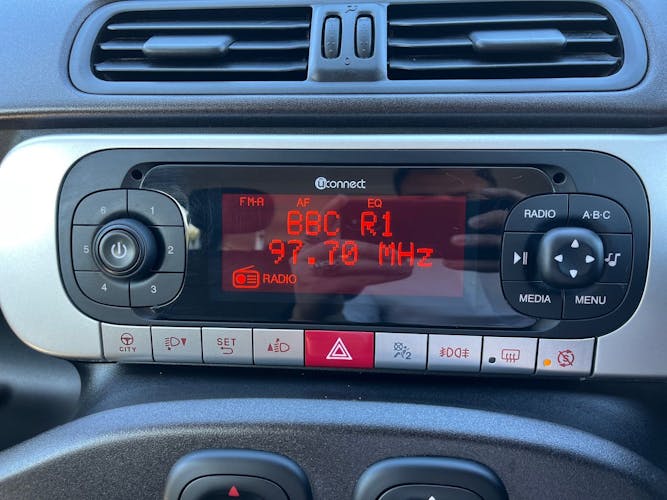 uconnect
FM-A AF EQ
BBC R1
97.70 MHz
RADIO
6 1
5 2
4 3
RADIO A·B·C
MEDIA MENU
CITY
SET
2